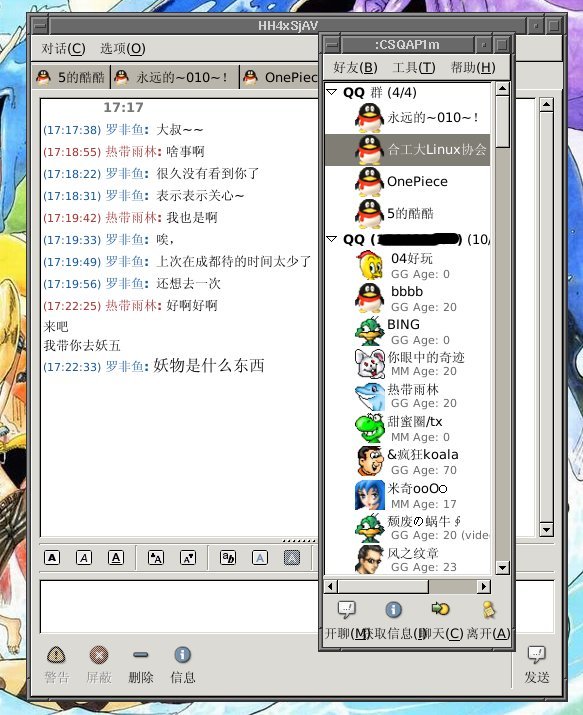 HH4xSjAV
对话(C) 选项(O)
5的酷酷 永远的~010~! OnePiec
17:17
(17:17:38) 罗非鱼: 大叔~~
(17:18:55) 热带雨林: 啥事啊
(17:18:22) 罗非鱼: 很久没有看到你了
(17:18:31) 罗非鱼: 表示表示关心~
(17:19:42) 热带雨林: 我也是啊
(17:19:33) 罗非鱼: 唉,
(17:19:49) 罗非鱼: 上次在成都待的时间太少了
(17:19:56) 罗非鱼: 还想去一次
(17:22:25) 热带雨林: 好啊好啊
来吧
我带你去妖五
(17:22:33) 罗非鱼: 妖物是什么东西
警告 屏蔽 删除 信息
发送
:CSQAP1m
好友(B) 工具(T) 帮助(H)
QQ 群 (4/4)
永远的~010~!
合工大Linux协会
OnePiece
5的酷酷
QQ (
) (10/
04好玩
GG Age: 0
bbbb
GG Age: 20
BING
GG Age: 0
你眼中的奇迹
MM Age: 20
热带雨林
GG Age: 20
甜蜜圈/tx
MM Age: 0
&疯狂koala
GG Age: 70
米奇ooO○
MM Age: 17
颓废の蜗牛∮
GG Age: 20 (vide
风之纹章
GG Age: 23
开聊(M) 获取信息(I) 聊天(C) 离开(A)